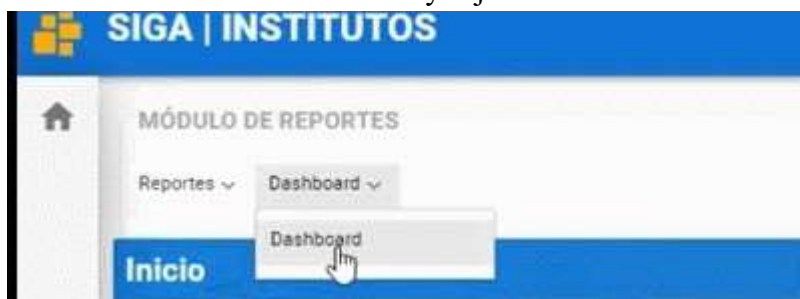 SIGA | INSTITUTOS
MÓDULO DE REPORTES
Reportes Dashboard
Dashboard
Inicio